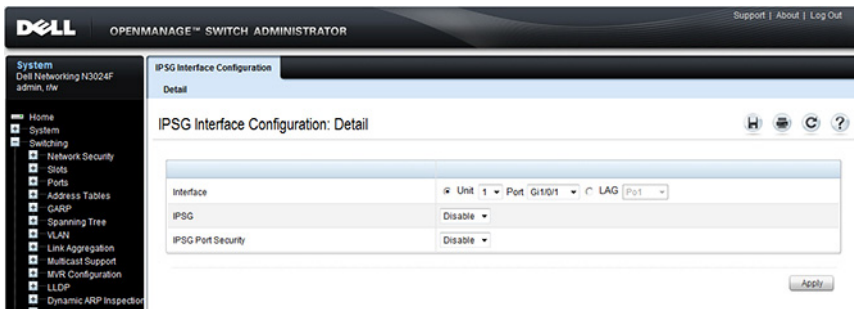 Support | About | Log Out
DELL
OPENMANAGE™ SWITCH ADMINISTRATOR
System
Dell Networking N3024F
admin, r/w
Home
System
Switching
Network Security
Slots
Ports
Address Tables
GARP
Spanning Tree
VLAN
Link Aggregation
Multicast Support
MVR Configuration
LLDP
Dynamic ARP Inspection
IPSG Interface Configuration
Detail
IPSG Interface Configuration: Detail
Interface Unit 1 Port Gi1/0/1 LAG Po1
IPSG Disable
IPSG Port Security Disable
Apply